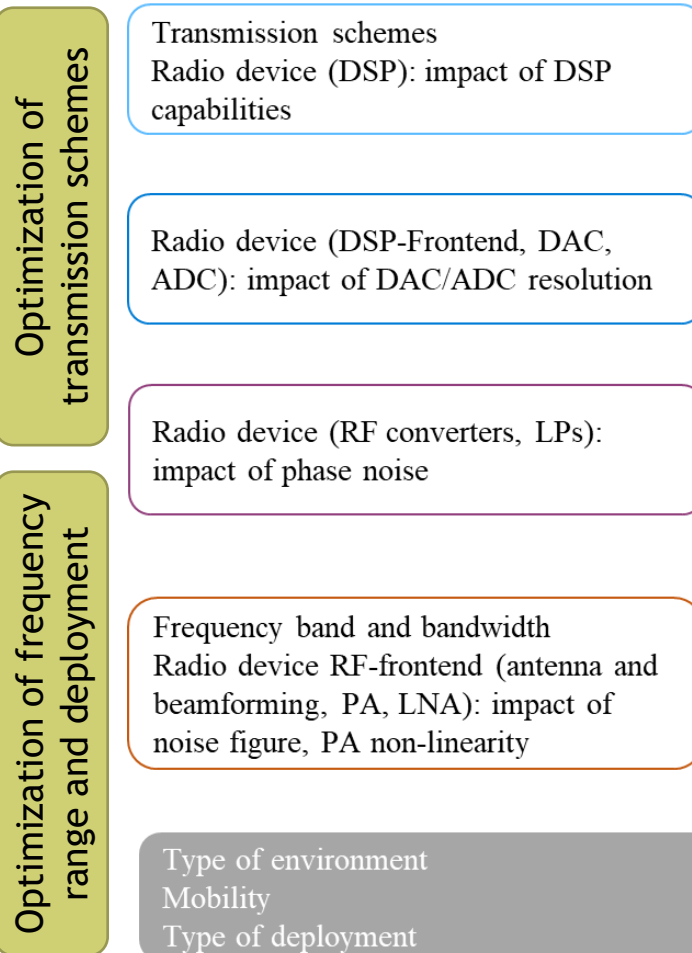 Optimization of
transmission schemes
Transmission schemes
Radio device (DSP): impact of DSP
capabilities
Radio device (DSP-Frontend, DAC,
ADC): impact of DAC/ADC resolution
Radio device (RF converters, LPs):
impact of phase noise
Optimization of frequency
range and deployment
Frequency band and bandwidth
Radio device RF-frontend (antenna and
beamforming, PA, LNA): impact of
noise figure, PA non-linearity
Type of environment
Mobility
Type of deployment